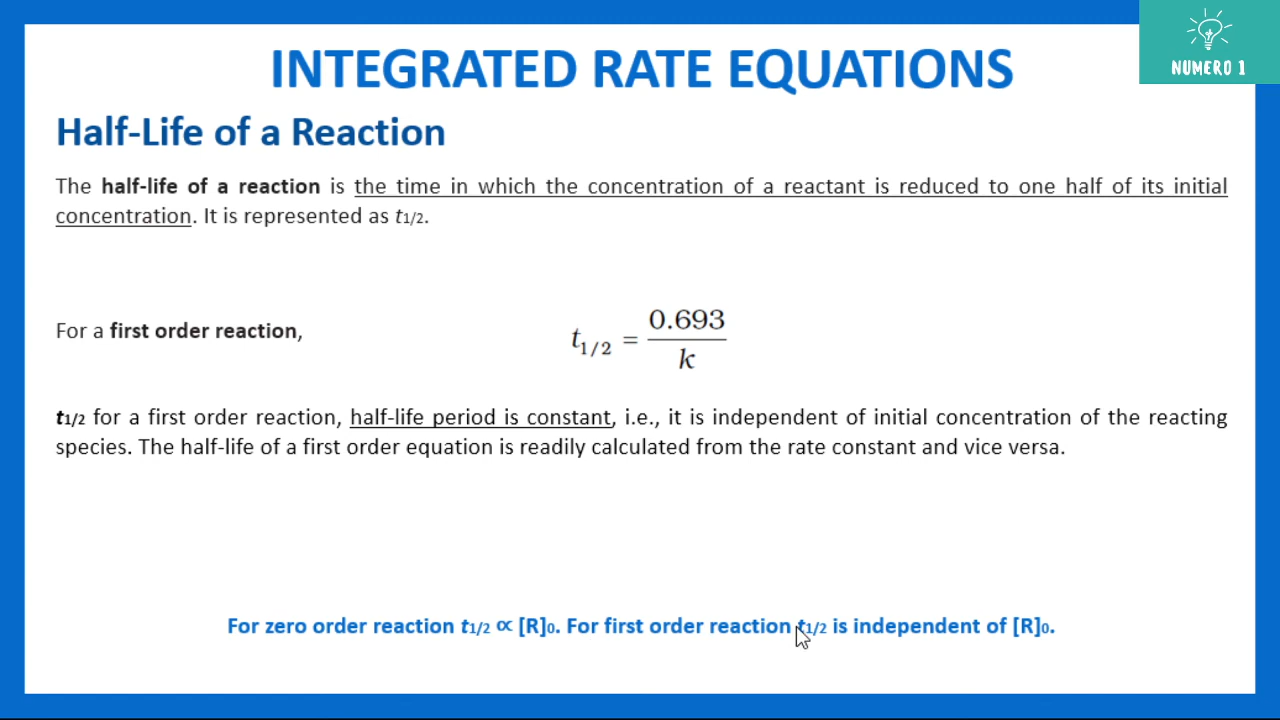 INTEGRATED RATE EQUATIONS
NUMERO 1
Half-Life of a Reaction
The half-life of a reaction is the time in which the concentration of a reactant is reduced to one half of its initial
concentration. It is represented as t1/2.
For a first order reaction,
t1/2 = 0.693/k
t1/2 for a first order reaction, half-life period is constant, i.e., it is independent of initial concentration of the reacting
species. The half-life of a first order equation is readily calculated from the rate constant and vice versa.
For zero order reaction t1/2 ∝ [R]0. For first order reaction t1/2 is independent of [R]0.